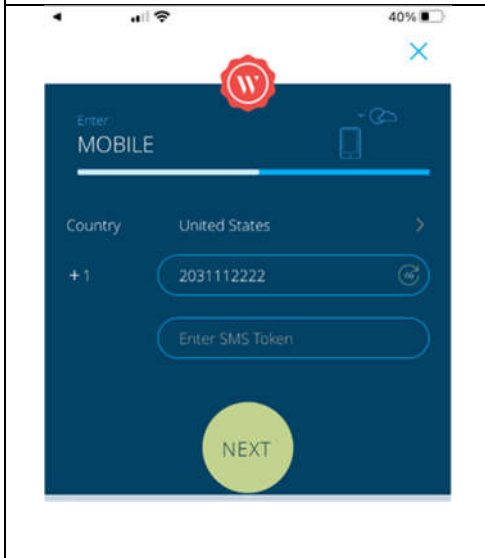 40%
W
Enter
MOBILE
Country United States
+1 2031112222
Enter SMS Token
NEXT